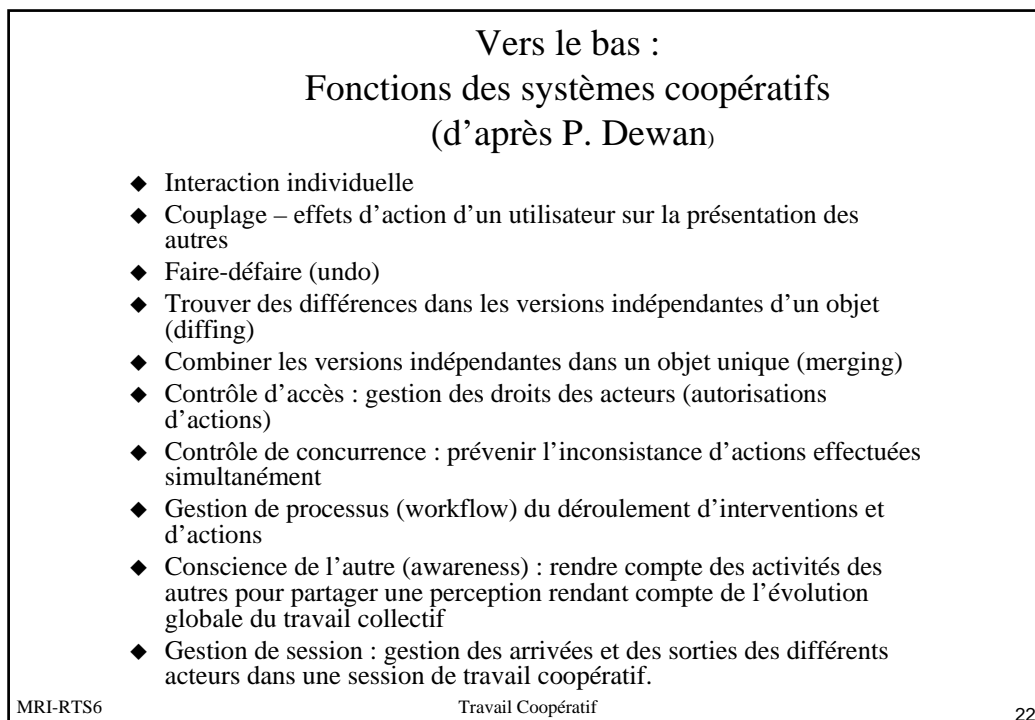 Vers le bas :
Fonctions des systèmes coopératifs
(d’après P. Dewan)
◆ Interaction individuelle
◆ Couplage – effets d’action d’un utilisateur sur la présentation des
autres
◆ Faire-défaire (undo)
◆ Trouver des différences dans les versions indépendantes d’un objet
(diffing)
◆ Combiner les versions indépendantes dans un objet unique (merging)
◆ Contrôle d’accès : gestion des droits des acteurs (autorisations
d’actions)
◆ Contrôle de concurrence : prévenir l’inconsistance d’actions effectuées
simultanément
◆ Gestion de processus (workflow) du déroulement d’interventions et
d’actions
◆ Conscience de l’autre (awareness) : rendre compte des activités des
autres pour partager une perception rendant compte de l’évolution
globale du travail collectif
◆ Gestion de session : gestion des arrivées et des sorties des différents
acteurs dans une session de travail coopératif.
MRI-RTS6 Travail Coopératif 22